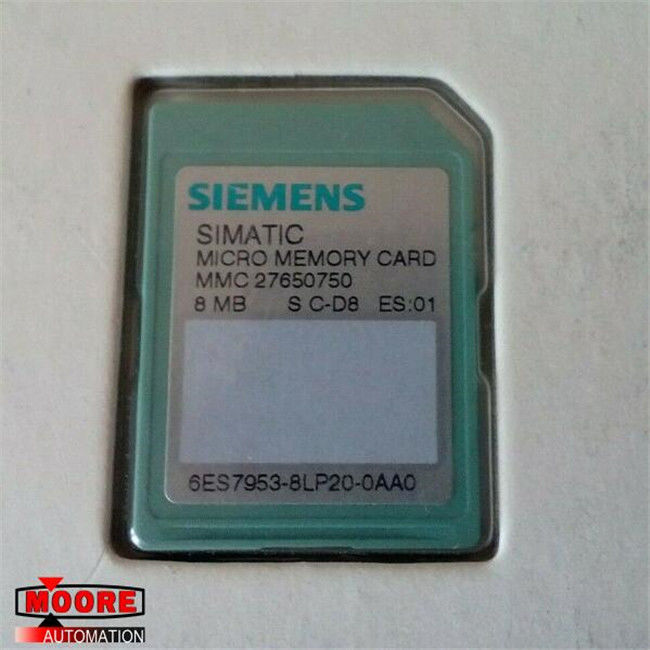 SIEMENS
SIMATIC
MICRO MEMORY CARD
MMC 27650750
8 MB S C-D8 ES:01
6ES7953-8LP20-0AA0
MOORE
AUTOMATION